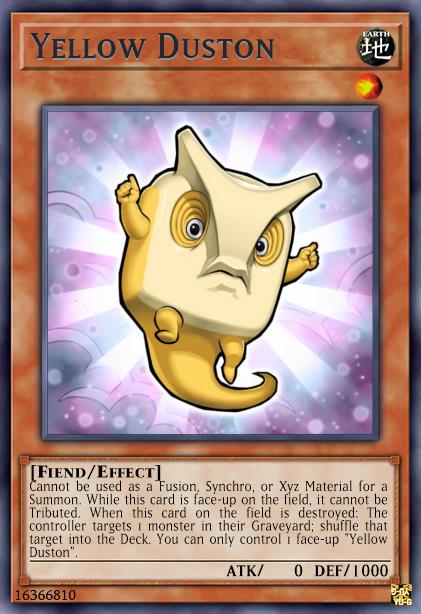 Yellow Duston
EARTH
地
[Fiend/Effect]
Cannot be used as a Fusion, Synchro, or Xyz Material for a
Summon. While this card is face-up on the field, it cannot be
Tributed. When this card on the field is destroyed: The
controller targets 1 monster in their Graveyard; shuffle that
target into the Deck. You can only control 1 face-up "Yellow
Duston".
ATK/ 0 DEF/1000
16366810